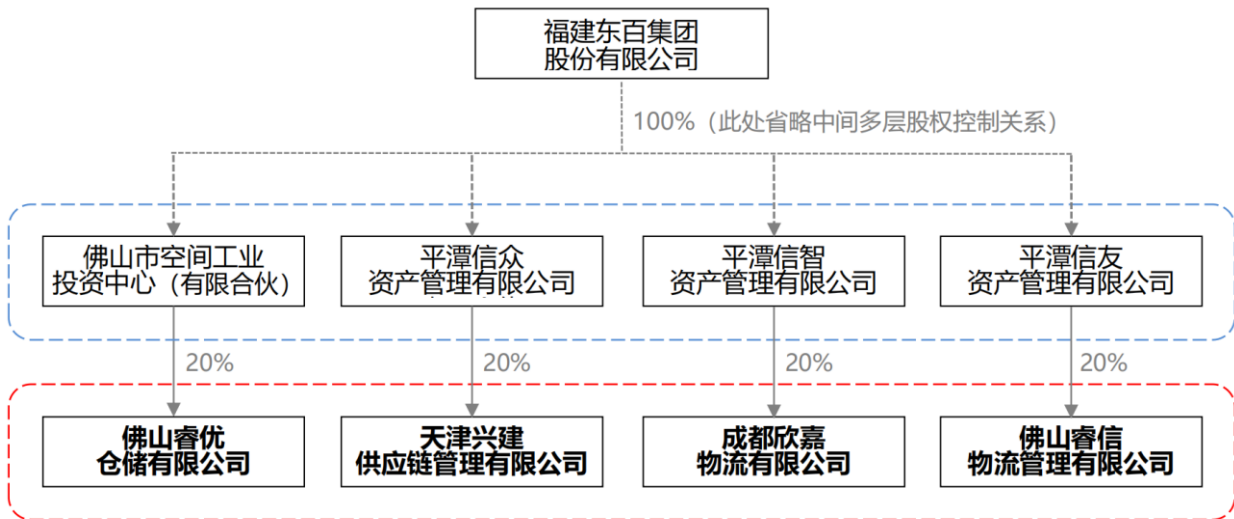 福建东百集团
股份有限公司
100%（此处省略中间多层股权控制关系）
佛山市空间工业
投资中心（有限合伙）
平潭信众
资产管理有限公司
平潭信智
资产管理有限公司
平潭信友
资产管理有限公司
20%
20%
20%
20%
佛山睿优
仓储有限公司
天津兴建
供应链管理有限公司
成都欣嘉
物流有限公司
佛山睿信
物流管理有限公司